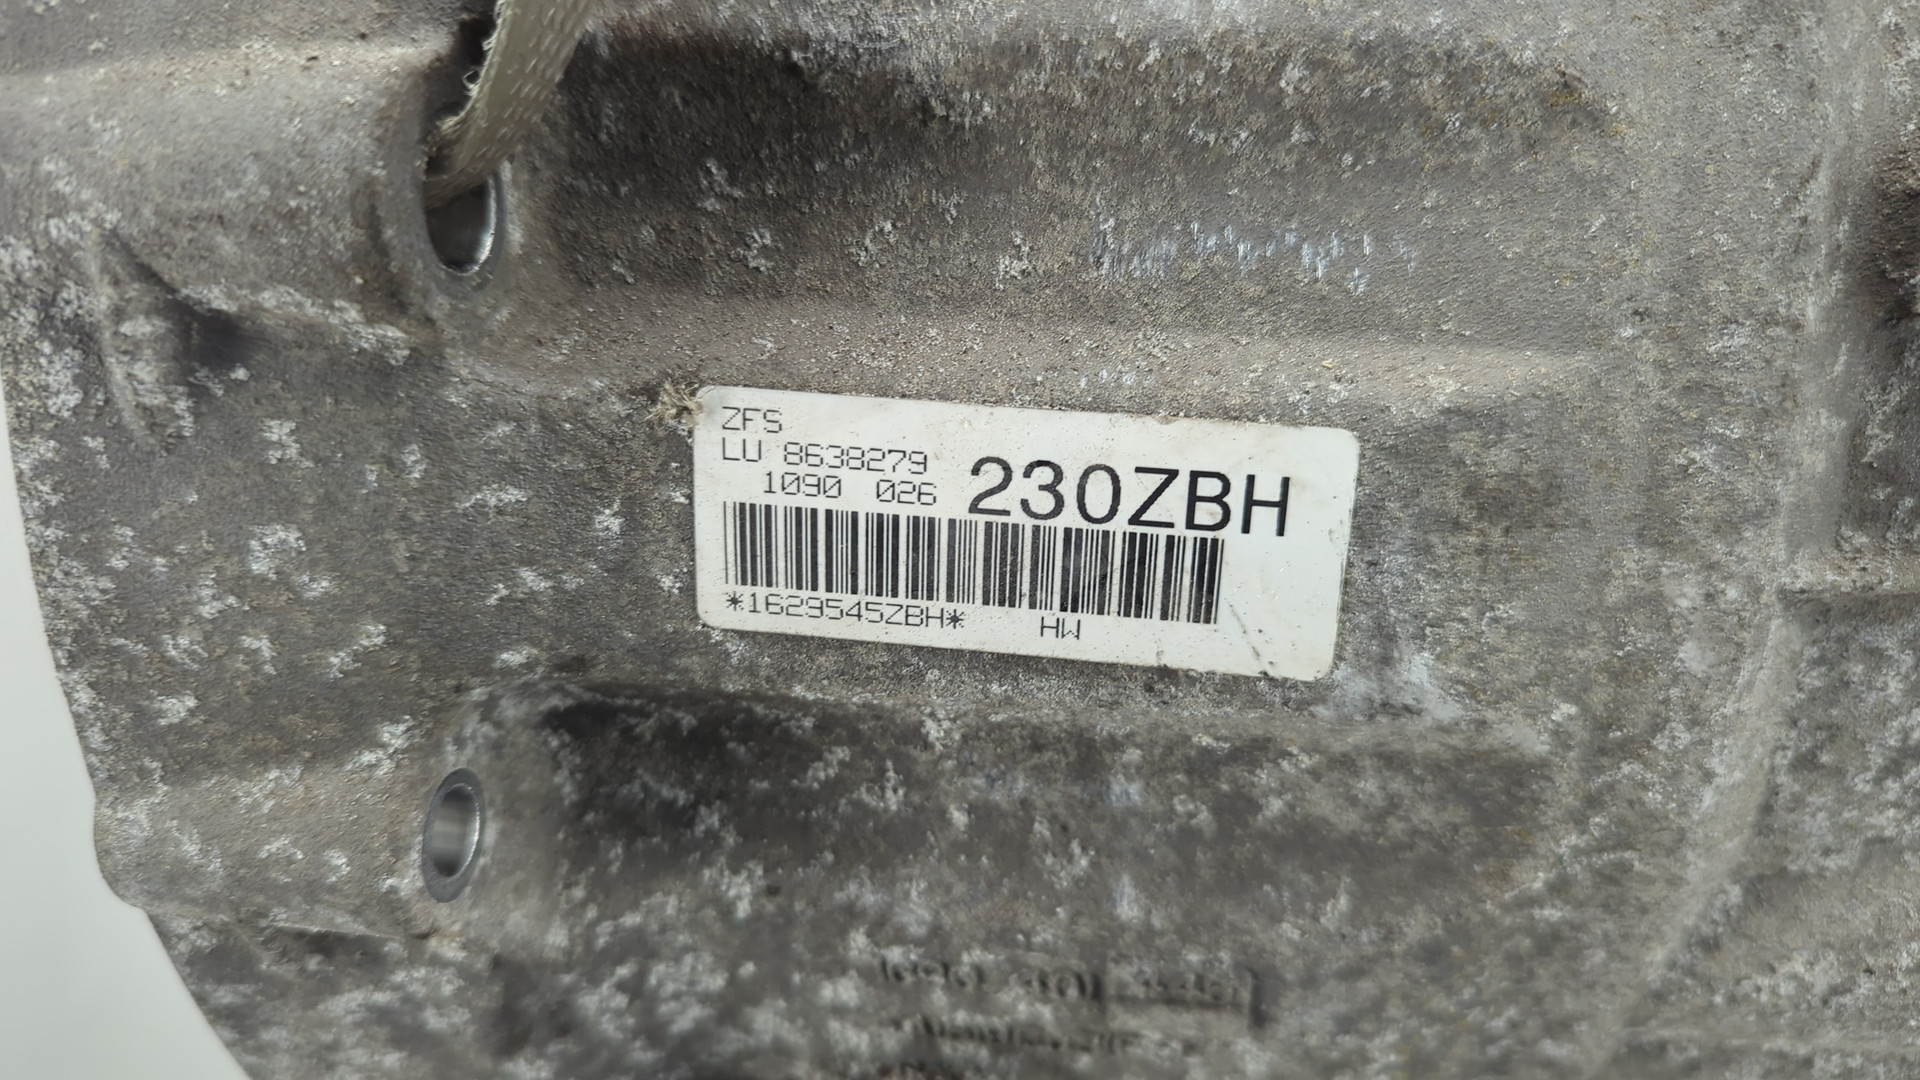 ZFS
LU 8638279
1090 026
230ZBH
*1629545ZBH*
HW